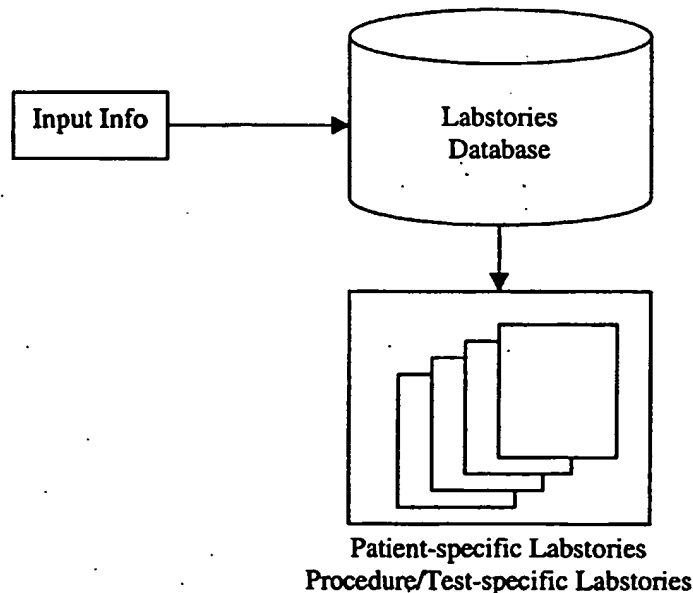 Input Info
Labstories
Database
Patient-specific Labstories
Procedure/Test-specific Labstories